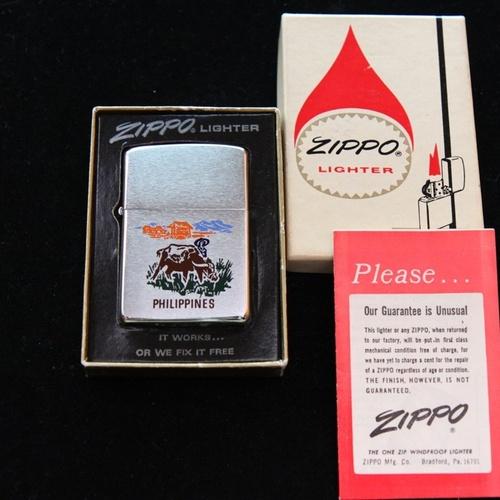 ZIPPO® LIGHTER
PHILIPPINES
IT WORKS...
OR WE FIX IT FREE
ZIPPO®
LIGHTER
Please...
Our Guarantee is Unusual
This lighter or any ZIPPO, when returned
to our factory, will be put in first class
mechanical condition free of charge, for
we have yet to charge a cent for the repair
of a ZIPPO regardless of age or condition.
THE FINISH, HOWEVER, IS NOT
GUARANTEED.
ZIPPO®
THE ONE ZIP WINDPROOF LIGHTER
ZIPPO Mfg. Co. Bradford, Pa. 16701